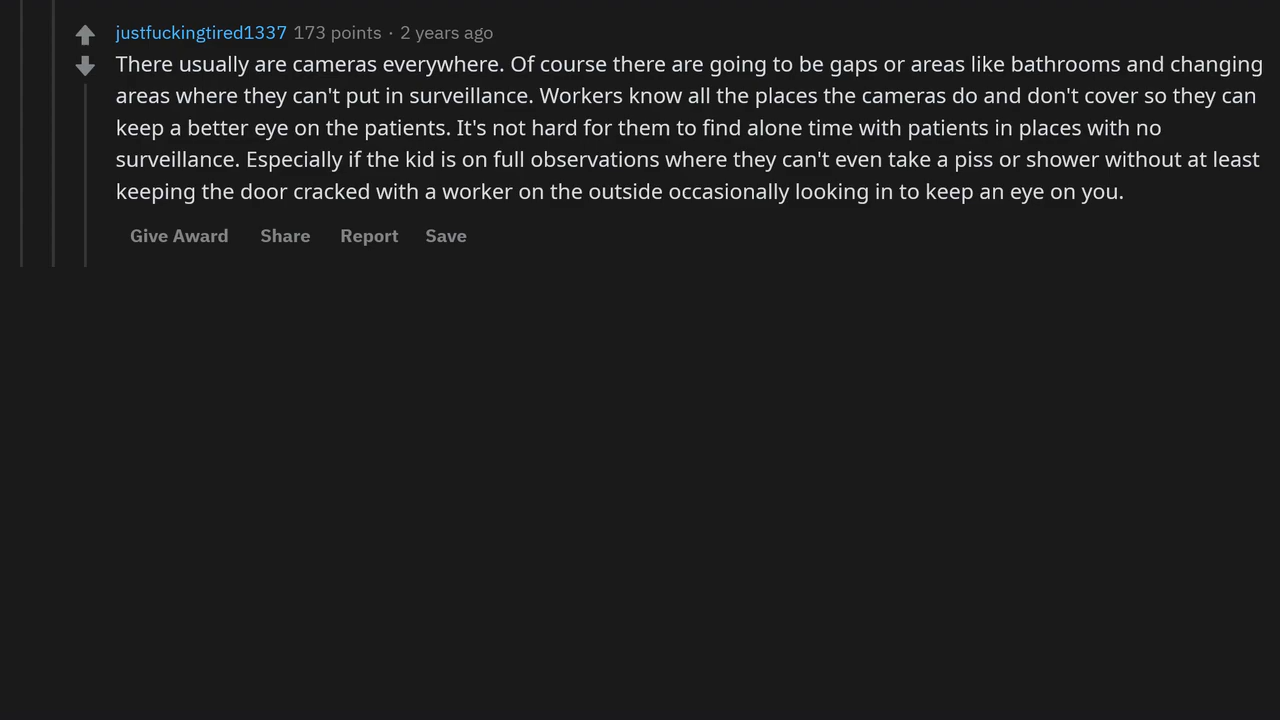 justfuckingtired1337 173 points · 2 years ago
There usually are cameras everywhere. Of course there are going to be gaps or areas like bathrooms and changing
areas where they can't put in surveillance. Workers know all the places the cameras do and don't cover so they can
keep a better eye on the patients. It's not hard for them to find alone time with patients in places with no
surveillance. Especially if the kid is on full observations where they can't even take a piss or shower without at least
keeping the door cracked with a worker on the outside occasionally looking in to keep an eye on you.
Give Award Share Report Save